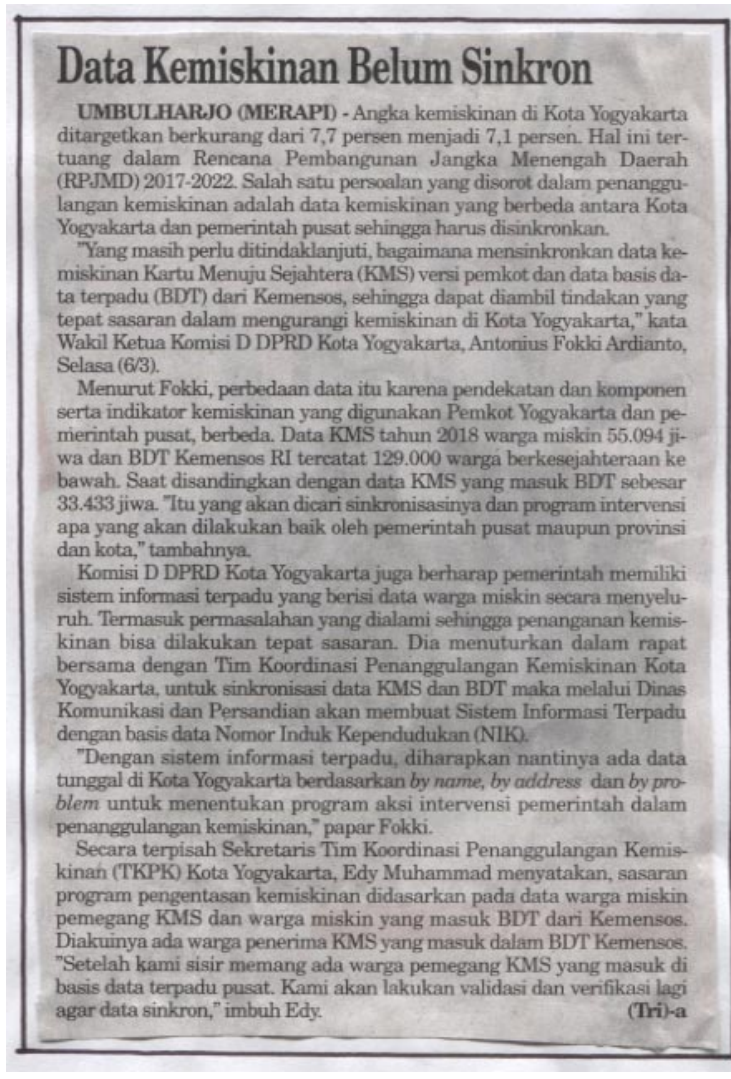 Data Kemiskinan Belum Sinkron
UMBULHARJO (MERAPI) - Angka kemiskinan di Kota Yogyakarta
ditargetkan berkurang dari 7,7 persen menjadi 7,1 persen. Hal ini ter-
tuang dalam Rencana Pembangunan Jangka Menengah Daerah
(RPJMD) 2017-2022. Salah satu persoalan yang disorot dalam penanggu-
langan kemiskinan adalah data kemiskinan yang berbeda antara Kota
Yogyakarta dan pemerintah pusat sehingga harus disinkronkan.
"Yang masih perlu ditindaklanjuti, bagaimana mensinkronkan data ke-
miskinan Kartu Menuju Sejahtera (KMS) versi pemkot dan data basis da-
ta terpadu (BDT) dari Kemensos, sehingga dapat diambil tindakan yang
tepat sasaran dalam mengurangi kemiskinan di Kota Yogyakarta," kata
Wakil Ketua Komisi D DPRD Kota Yogyakarta, Antonius Fokki Ardianto,
Selasa (6/3).
Menurut Fokki, perbedaan data itu karena pendekatan dan komponen
serta indikator kemiskinan yang digunakan Pemkot Yogyakarta dan pe-
merintah pusat, berbeda. Data KMS tahun 2018 warga miskin 55.094 ji-
wa dan BDT Kemensos RI tercatat 129.000 warga berkesejahteraan ke
bawah. Saat disandingkan dengan data KMS yang masuk BDT sebesar
33.433 jiwa. "Itu yang akan dicari sinkronisasinya dan program intervensi
apa yang akan dilakukan baik oleh pemerintah pusat maupun provinsi
dan kota," tambahnya.
Komisi D DPRD Kota Yogyakarta juga berharap pemerintah memiliki
sistem informasi terpadu yang berisi data warga miskin secara menyelu-
ruh. Termasuk permasalahan yang dialami sehingga penanganan kemis-
kinan bisa dilakukan tepat sasaran. Dia menuturkan dalam rapat
bersama dengan Tim Koordinasi Penanggulangan Kemiskinan Kota
Yogyakarta, untuk sinkronisasi data KMS dan BDT maka melalui Dinas
Komunikasi dan Persandian akan membuat Sistem Informasi Terpadu
dengan basis data Nomor Induk Kependudukan (NIK).
"Dengan sistem informasi terpadu, diharapkan nantinya ada data
tunggal di Kota Yogyakarta berdasarkan by name, by address dan by pro-
blem untuk menentukan program aksi intervensi pemerintah dalam
penanggulangan kemiskinan," papar Fokki.
Secara terpisah Sekretaris Tim Koordinasi Penanggulangan Kemis-
kinan (TKPK) Kota Yogyakarta, Edy Muhammad menyatakan, sasaran
program pengentasan kemiskinan didasarkan pada data warga miskin
pemegang KMS dan warga miskin yang masuk BDT dari Kemensos.
Diakuinya ada warga penerima KMS yang masuk dalam BDT Kemensos.
"Setelah kami sisir memang ada warga pemegang KMS yang masuk di
basis data terpadu pusat. Kami akan lakukan validasi dan verifikasi lagi
agar data sinkron," imbuh Edy. (Tri)-a